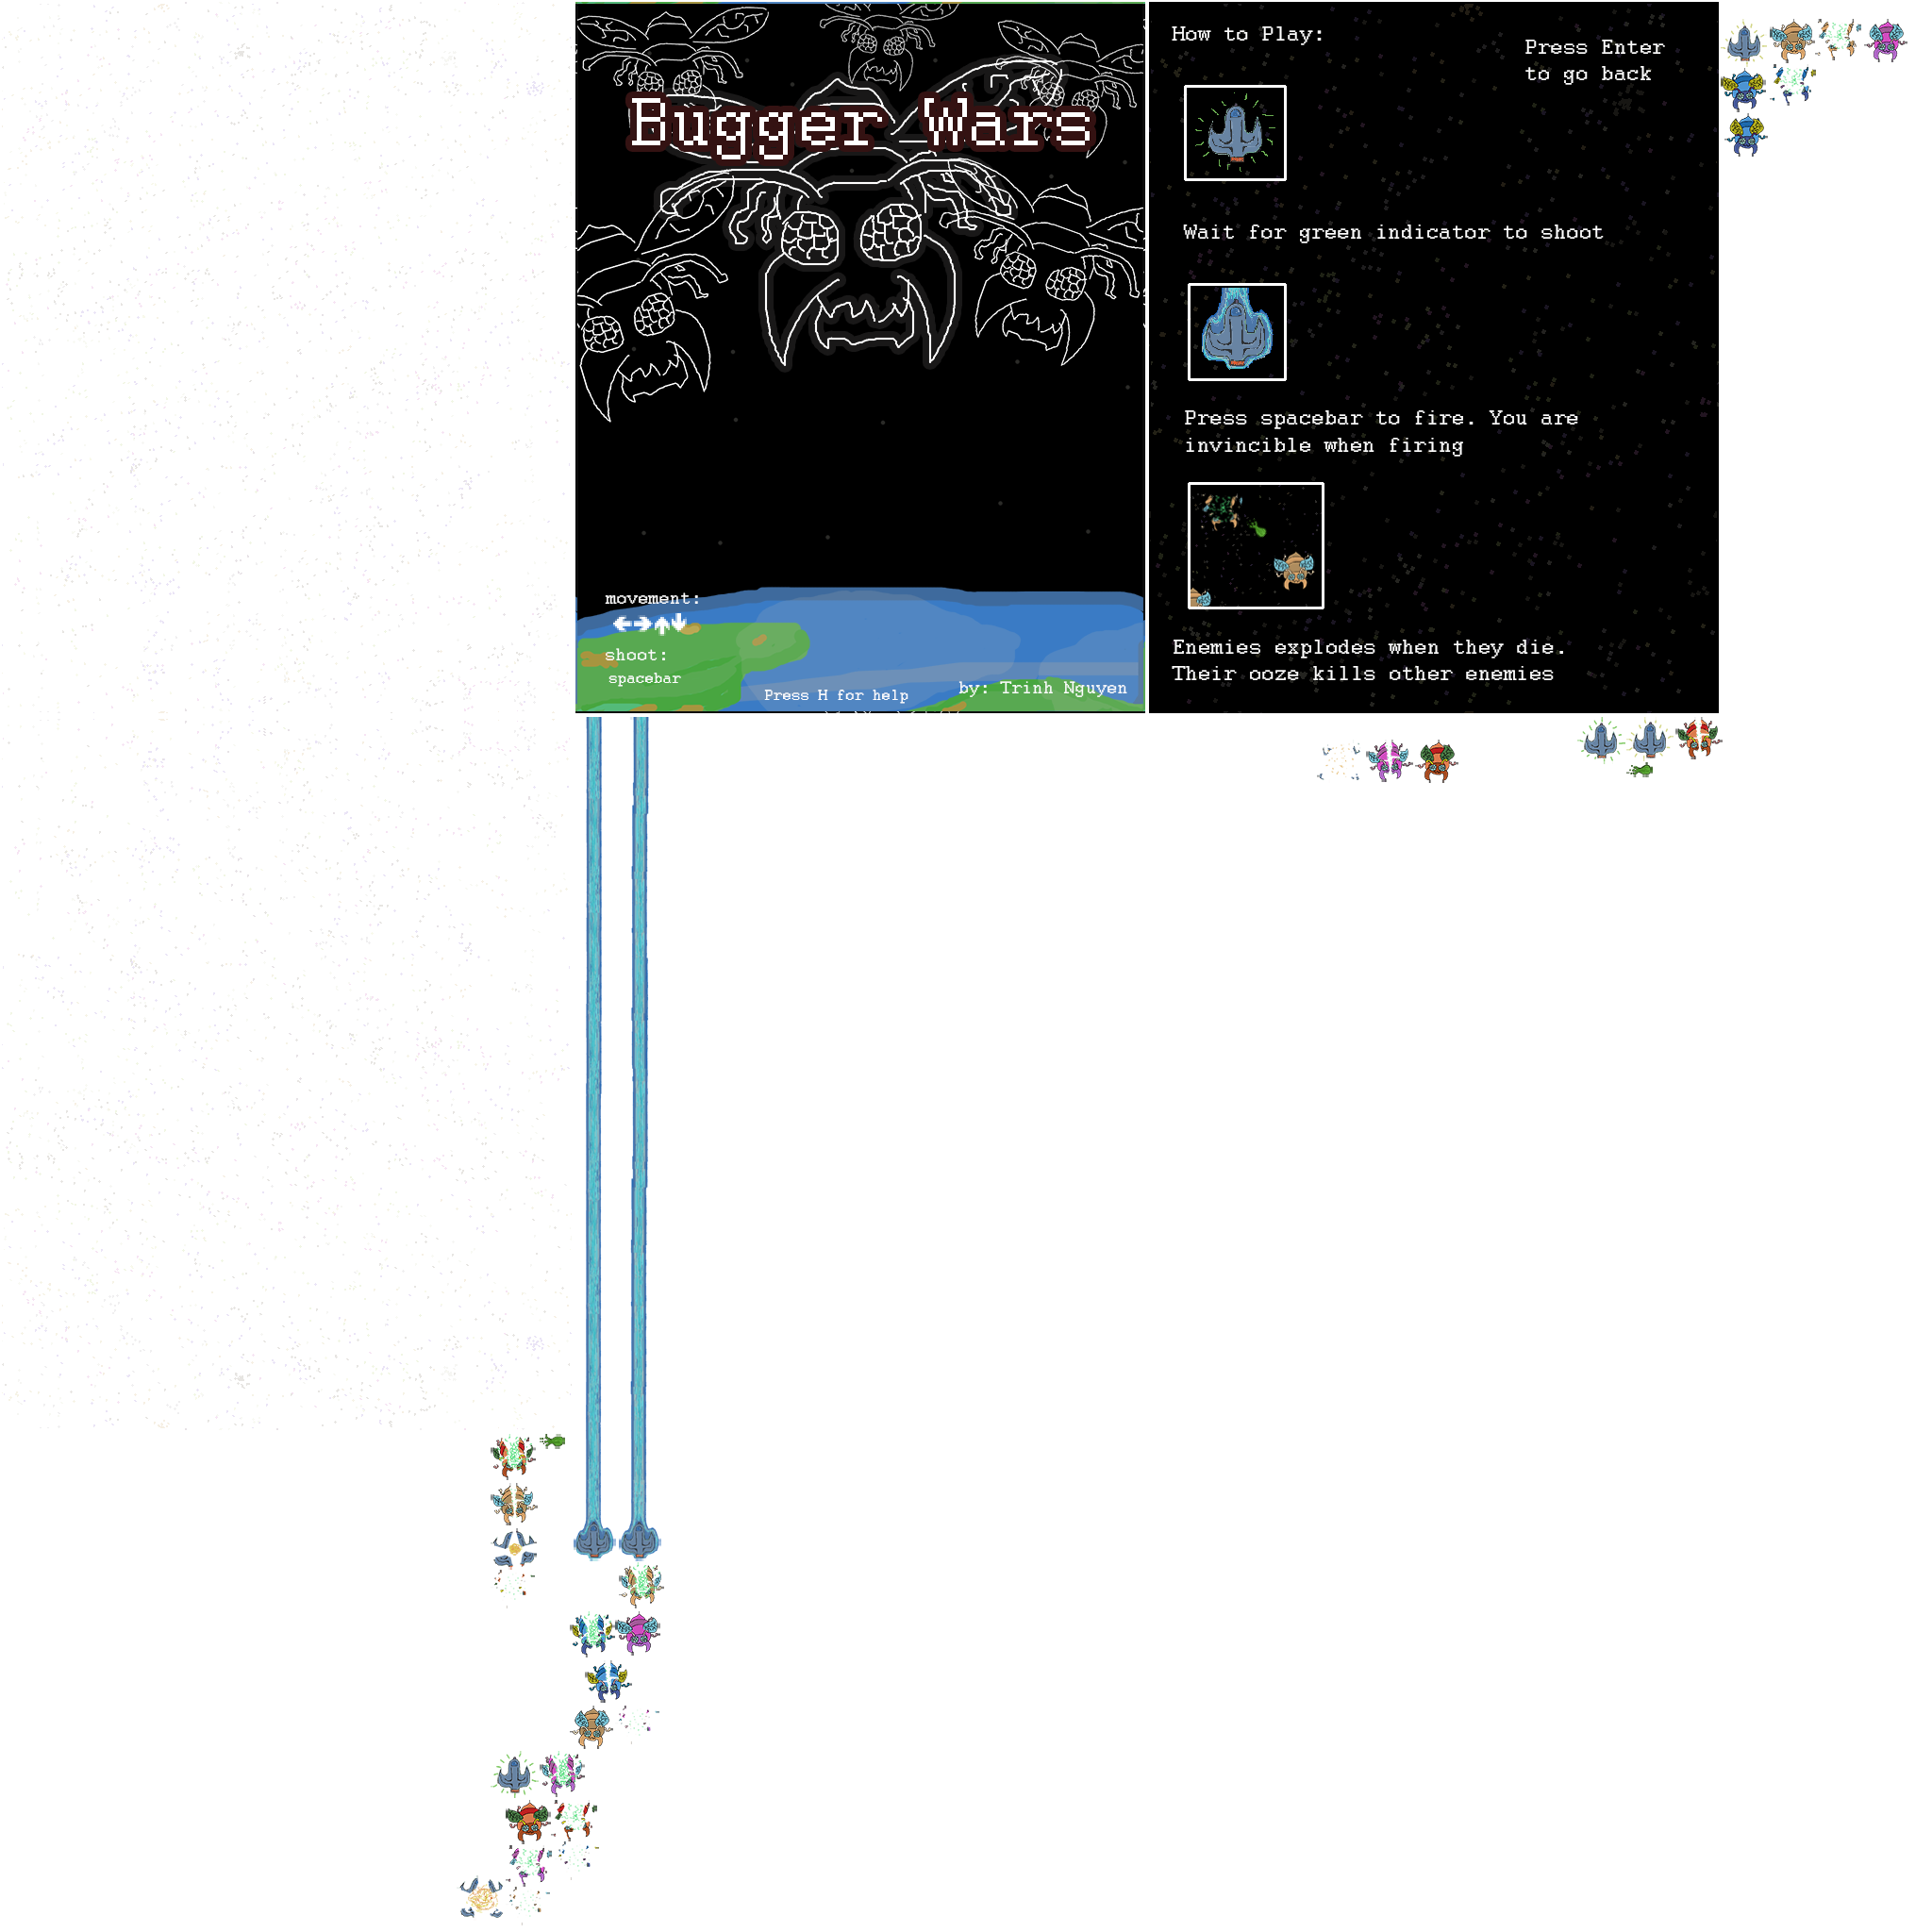 Bugger Wars
movement:
←→↑↓
shoot:
spacebar
Press H for help
by: Trinh Nguyen
How to Play:
Press Enter
to go back
Wait for green indicator to shoot
Press spacebar to fire. You are
invincible when firing
Enemies explodes when they die.
Their ooze kills other enemies